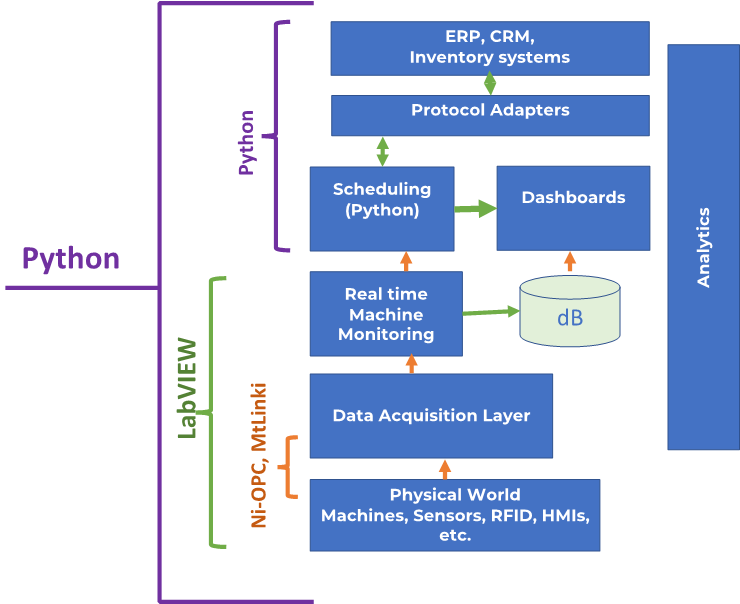 ERP, CRM,
Inventory systems
Protocol Adapters
Python
Scheduling
(Python)
Dashboards
Analytics
Python
Real time
Machine
Monitoring
dB
LabVIEW
Data Acquisition Layer
Ni-OPC, MtLinki
Physical World
Machines, Sensors, RFID, HMIs,
etc.